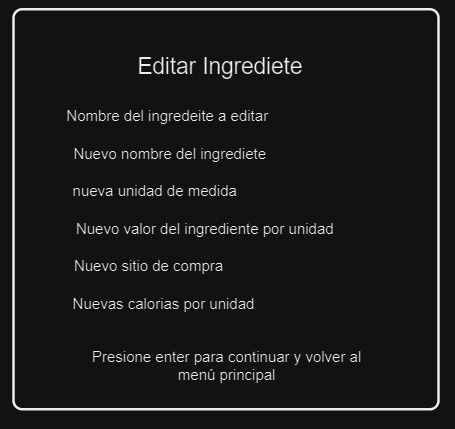 Editar Ingrediete
Nombre del ingredeite a editar
Nuevo nombre del ingrediete
nueva unidad de medida
Nuevo valor del ingrediente por unidad
Nuevo sitio de compra
Nuevas calorias por unidad
Presione enter para continuar y volver al
menú principal